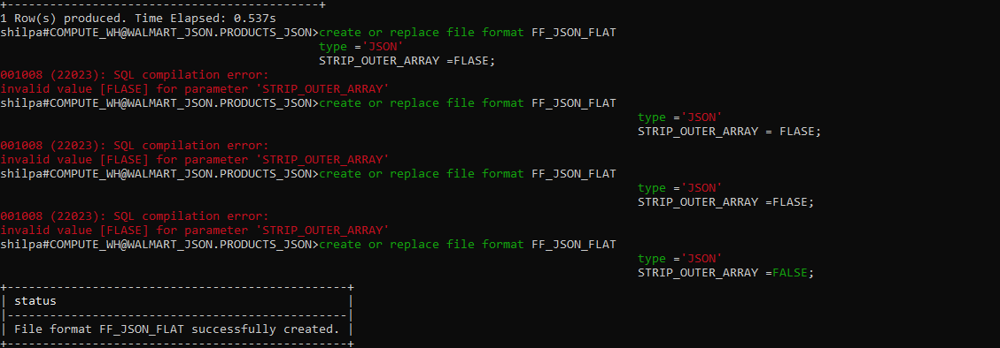 +--------------------------------------------+
1 Row(s) produced. Time Elapsed: 0.537s
shilpa#COMPUTE_WH@WALMART_JSON.PRODUCTS_JSON>create or replace file format FF_JSON_FLAT
type ='JSON'
STRIP_OUTER_ARRAY =FLASE;
001008 (22023): SQL compilation error:
invalid value [FLASE] for parameter 'STRIP_OUTER_ARRAY'
shilpa#COMPUTE_WH@WALMART_JSON.PRODUCTS_JSON>create or replace file format FF_JSON_FLAT
type ='JSON'
STRIP_OUTER_ARRAY = FLASE;
001008 (22023): SQL compilation error:
invalid value [FLASE] for parameter 'STRIP_OUTER_ARRAY'
shilpa#COMPUTE_WH@WALMART_JSON.PRODUCTS_JSON>create or replace file format FF_JSON_FLAT
type ='JSON'
STRIP_OUTER_ARRAY =FLASE;
001008 (22023): SQL compilation error:
invalid value [FLASE] for parameter 'STRIP_OUTER_ARRAY'
shilpa#COMPUTE_WH@WALMART_JSON.PRODUCTS_JSON>create or replace file format FF_JSON_FLAT
type ='JSON'
STRIP_OUTER_ARRAY =FALSE;
+------------------------------------------------+
| status                                         |
|------------------------------------------------|
| File format FF_JSON_FLAT successfully created. |
+------------------------------------------------+